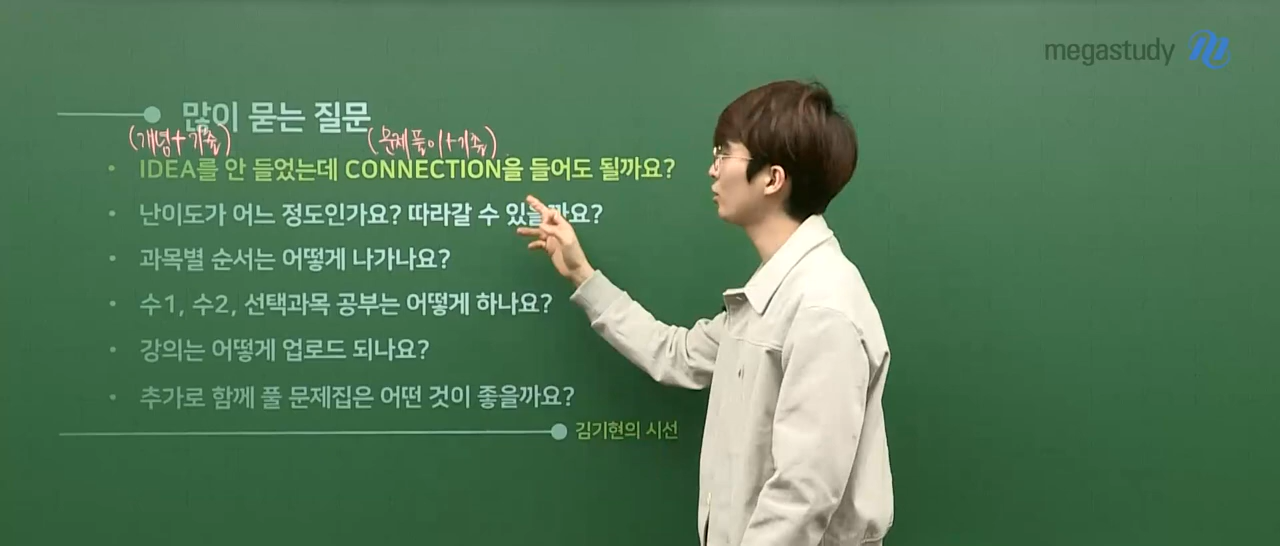 megastudy
많이 묻는 질문
(개념+기출) (문제풀이+기출)
• IDEA를 안 들었는데 CONNECTION을 들어도 될까요?
• 난이도가 어느 정도인가요? 따라갈 수 있을까요?
• 과목별 순서는 어떻게 나가나요?
• 수1, 수2, 선택과목 공부는 어떻게 하나요?
• 강의는 어떻게 업로드 되나요?
• 추가로 함께 풀 문제집은 어떤 것이 좋을까요?
김기현의 시선